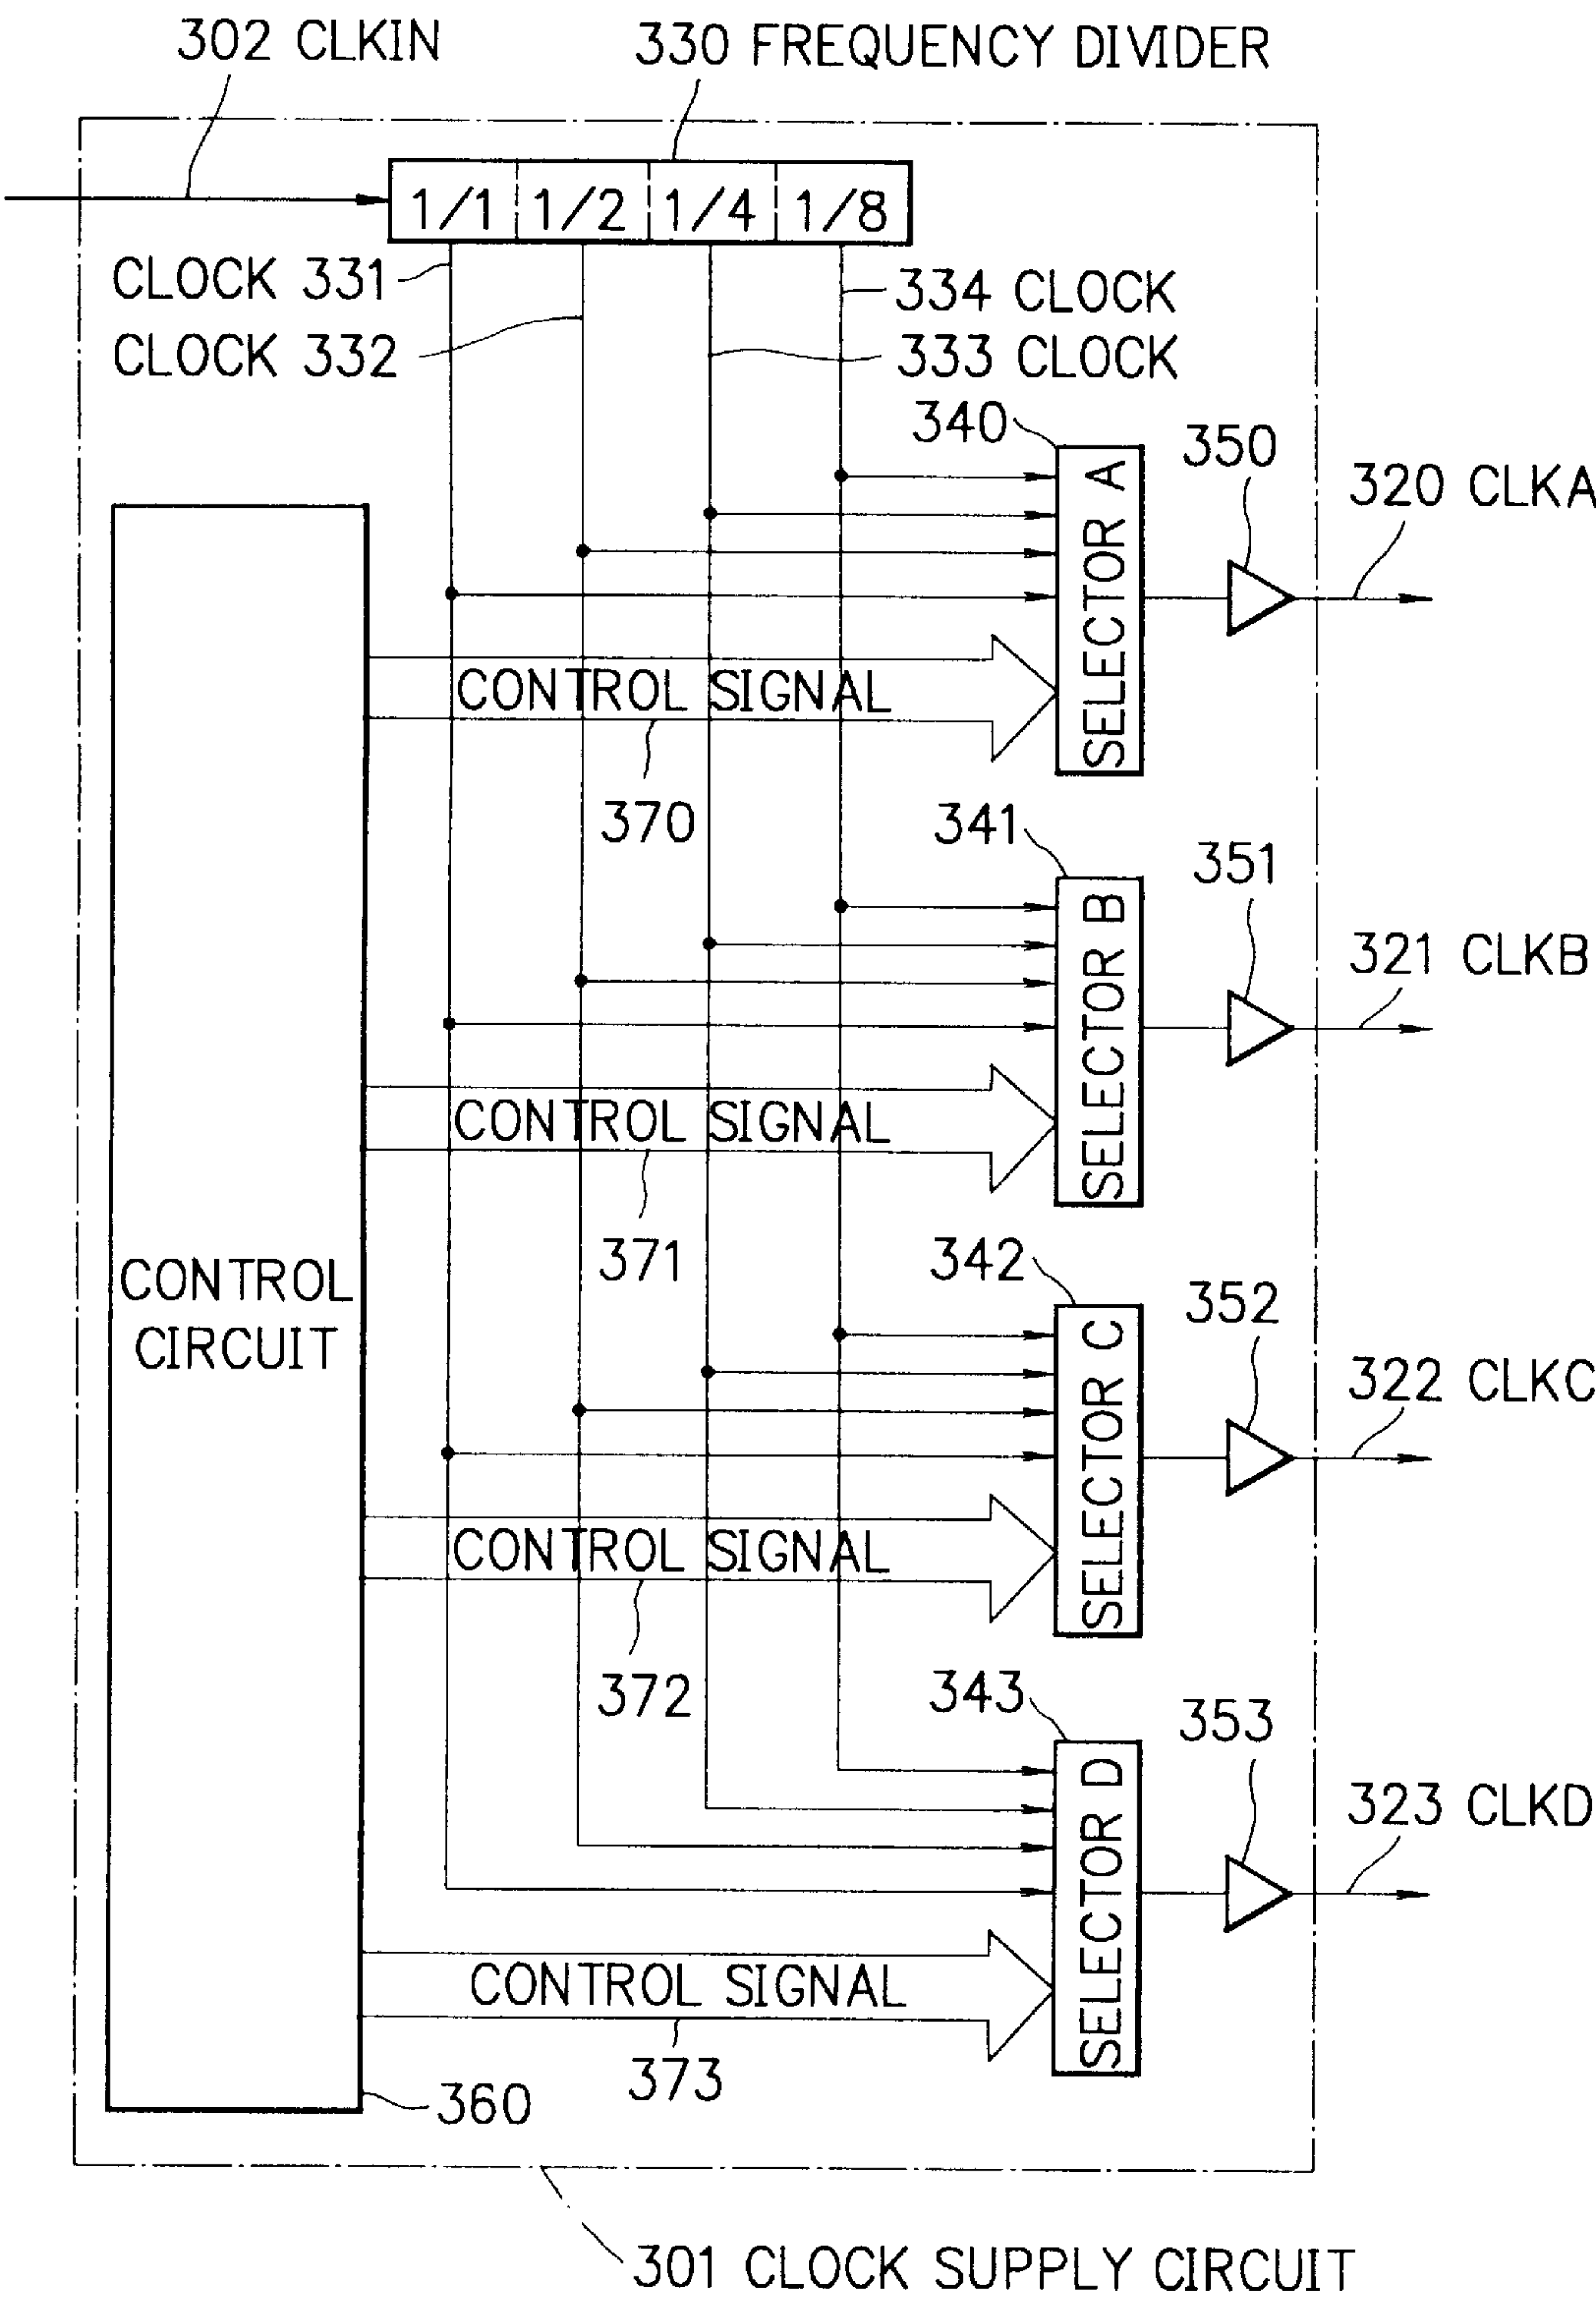 302 CLKIN
330 FREQUENCY DIVIDER
1/1 1/2 1/4 1/8
CLOCK 331
334 CLOCK
CLOCK 332
333 CLOCK
340
350
SELECTOR A
320 CLKA
CONTROL SIGNAL
370
341
351
SELECTOR B
321 CLKB
CONTROL SIGNAL
371
CONTROL
CIRCUIT
342
352
SELECTOR C
322 CLKC
CONTROL SIGNAL
372
343
353
SELECTOR D
323 CLKD
CONTROL SIGNAL
373
360
301 CLOCK SUPPLY CIRCUIT